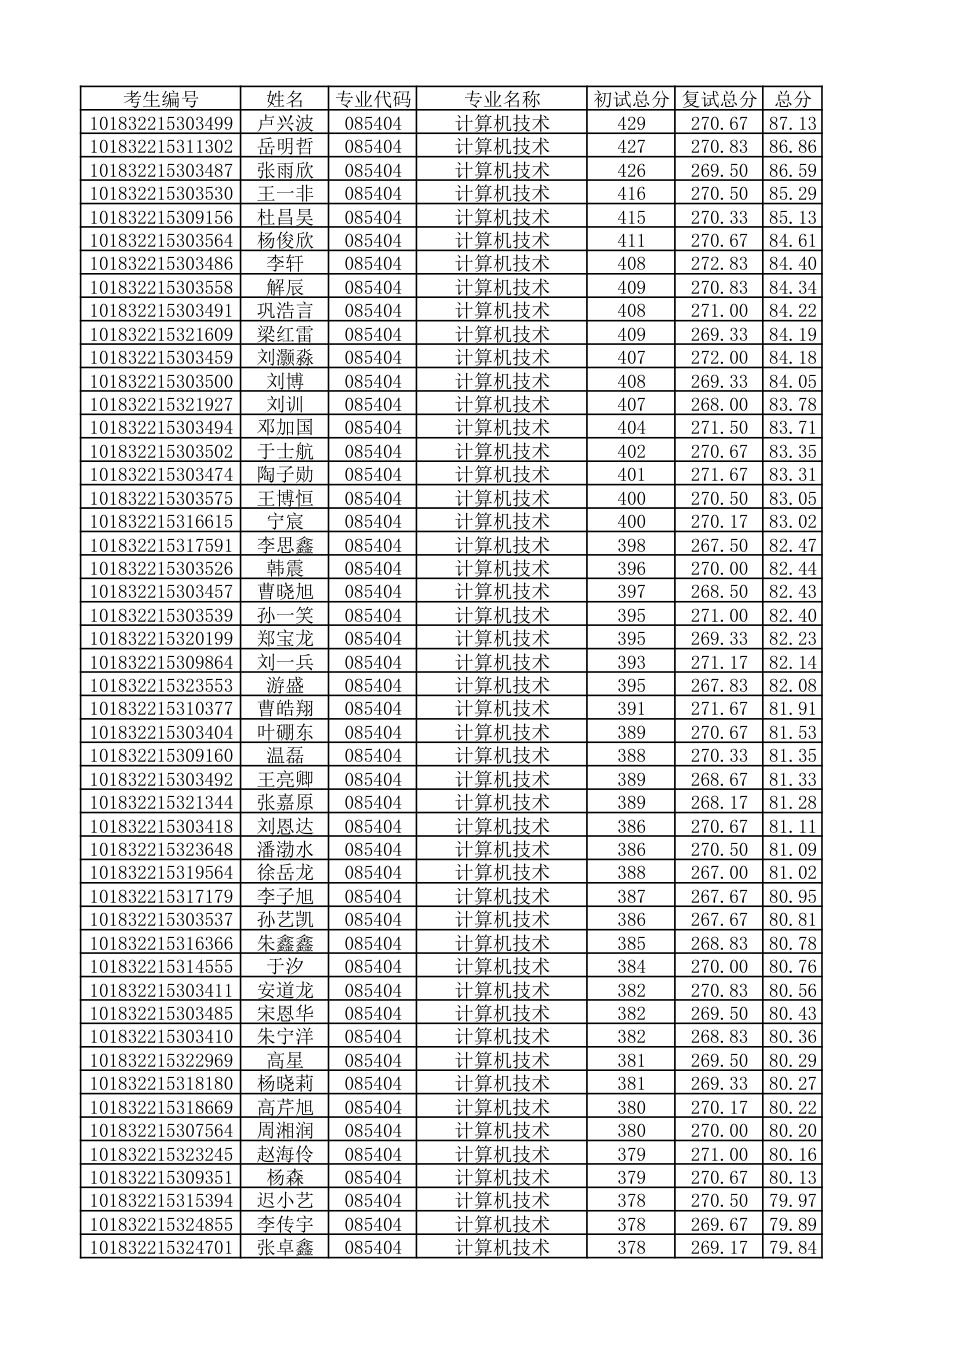 考生编号 姓名 专业代码 专业名称 初试总分 复试总分 总分
101832215303499 卢兴波 085404 计算机技术 429 270.67 87.13
101832215311302 岳明哲 085404 计算机技术 427 270.83 86.86
101832215303487 张雨欣 085404 计算机技术 426 269.50 86.59
101832215303530 王一非 085404 计算机技术 416 270.50 85.29
101832215309156 杜昌昊 085404 计算机技术 415 270.33 85.13
101832215303564 杨俊欣 085404 计算机技术 411 270.67 84.61
101832215303486 李轩 085404 计算机技术 408 272.83 84.40
101832215303558 解辰 085404 计算机技术 409 270.83 84.34
101832215303491 巩浩言 085404 计算机技术 408 271.00 84.22
101832215321609 梁红雷 085404 计算机技术 409 269.33 84.19
101832215303459 刘灏淼 085404 计算机技术 407 272.00 84.18
101832215303500 刘博 085404 计算机技术 408 269.33 84.05
101832215321927 刘训 085404 计算机技术 407 268.00 83.78
101832215303494 邓加国 085404 计算机技术 404 271.50 83.71
101832215303502 于士航 085404 计算机技术 402 270.67 83.35
101832215303474 陶子勋 085404 计算机技术 401 271.67 83.31
101832215303575 王博恒 085404 计算机技术 400 270.50 83.05
101832215316615 宁宸 085404 计算机技术 400 270.17 83.02
101832215317591 李思鑫 085404 计算机技术 398 267.50 82.47
101832215303526 韩震 085404 计算机技术 396 270.00 82.44
101832215303457 曹晓旭 085404 计算机技术 397 268.50 82.43
101832215303539 孙一笑 085404 计算机技术 395 271.00 82.40
101832215320199 郑宝龙 085404 计算机技术 395 269.33 82.23
101832215309864 刘一兵 085404 计算机技术 393 271.17 82.14
101832215323553 游盛 085404 计算机技术 395 267.83 82.08
101832215310377 曹皓翔 085404 计算机技术 391 271.67 81.91
101832215303404 叶硼东 085404 计算机技术 389 270.67 81.53
101832215309160 温磊 085404 计算机技术 388 270.33 81.35
101832215303492 王亮卿 085404 计算机技术 389 268.67 81.33
101832215321344 张嘉原 085404 计算机技术 389 268.17 81.28
101832215303418 刘恩达 085404 计算机技术 386 270.67 81.11
101832215323648 潘渤水 085404 计算机技术 386 270.50 81.09
101832215319564 徐岳龙 085404 计算机技术 388 267.00 81.02
101832215317179 李子旭 085404 计算机技术 387 267.67 80.95
101832215303537 孙艺凯 085404 计算机技术 386 267.67 80.81
101832215316366 朱鑫鑫 085404 计算机技术 385 268.83 80.78
101832215314555 于汐 085404 计算机技术 384 270.00 80.76
101832215303411 安道龙 085404 计算机技术 382 270.83 80.56
101832215303485 宋恩华 085404 计算机技术 382 269.50 80.43
101832215303410 朱宁洋 085404 计算机技术 382 268.83 80.36
101832215322969 高星 085404 计算机技术 381 269.50 80.29
101832215318180 杨晓莉 085404 计算机技术 381 269.33 80.27
101832215318669 高芹旭 085404 计算机技术 380 270.17 80.22
101832215307564 周湘润 085404 计算机技术 380 270.00 80.20
101832215323245 赵海伶 085404 计算机技术 379 271.00 80.16
101832215309351 杨森 085404 计算机技术 379 270.67 80.13
101832215315394 迟小艺 085404 计算机技术 378 270.50 79.97
101832215324855 李传宇 085404 计算机技术 378 269.67 79.89
101832215324701 张卓鑫 085404 计算机技术 378 269.17 79.84